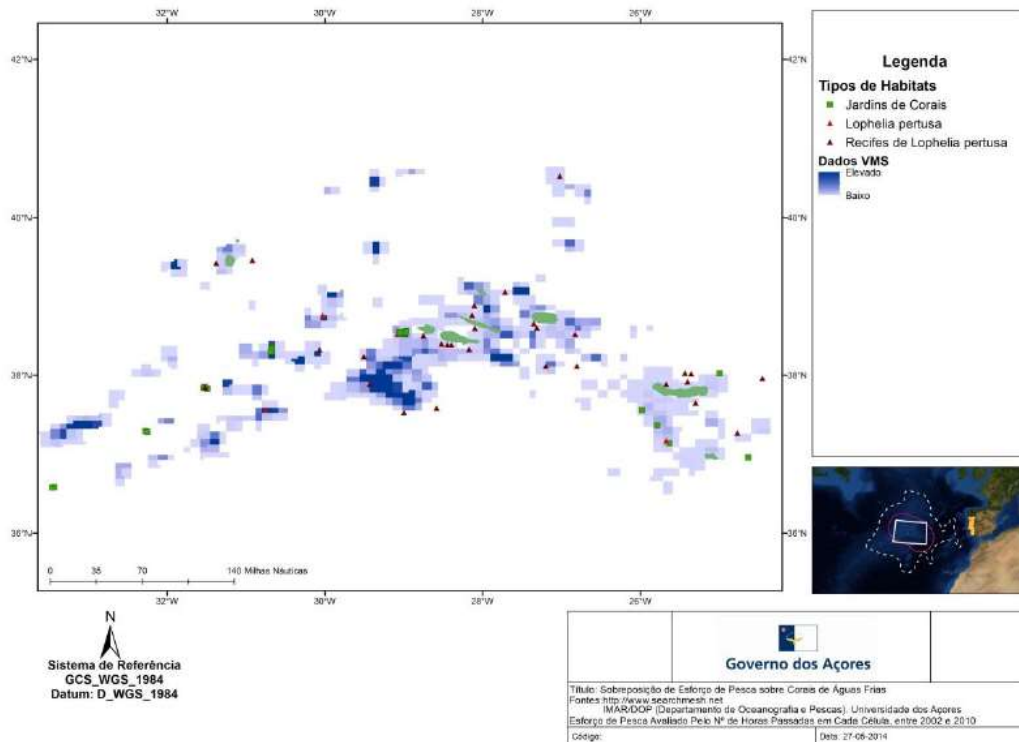 32°W 30°W 28°W 26°W
42°N 42°N
40°N 40°N
38°N 38°N
36°N 36°N
0 35 70 140 Milhas Náuticas
32°W 30°W 28°W 26°W
Legenda
Tipos de Habitats
Jardins de Corais
Lophelia pertusa
Recifes de Lophelia pertusa
Dados VMS
Elevado
Baixo
N
Sistema de Referência
GCS_WGS_1984
Datum: D_WGS_1984
Governo dos Açores
Título: Sobreposição de Esforço de Pesca sobre Corais de Águas Frias
Fontes:http://www.searchmesh.net
IMAR/DOP (Departamento de Oceanografia e Pescas). Universidade dos Açores
Esforço de Pesca Avaliado Pelo Nº de Horas Passadas em Cada Célula, entre 2002 e 2010
Código: Data: 27-05-2014